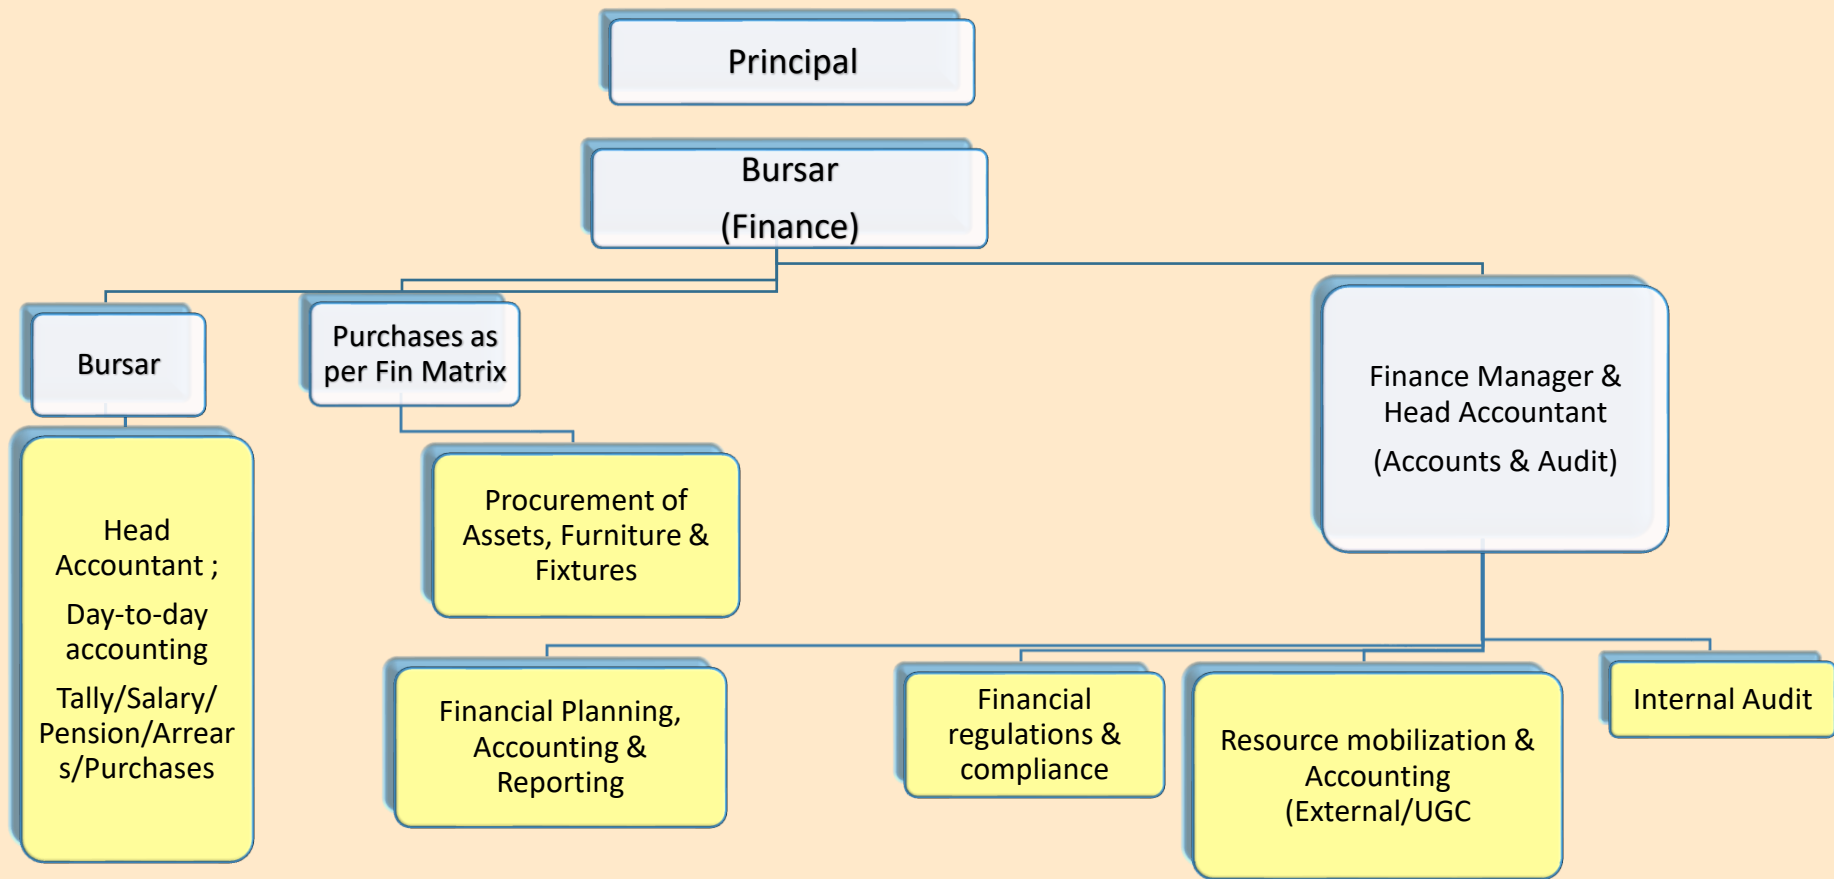 Principal
Bursar
(Finance)
Bursar
Purchases as
per Fin Matrix
Finance Manager &
Head Accountant
(Accounts & Audit)
Head
Accountant ;
Day-to-day
accounting
Tally/Salary/
Pension/Arrear
s/Purchases
Procurement of
Assets, Furniture &
Fixtures
Financial Planning,
Accounting &
Reporting
Financial
regulations &
compliance
Resource mobilization &
Accounting
(External/UGC
Internal Audit